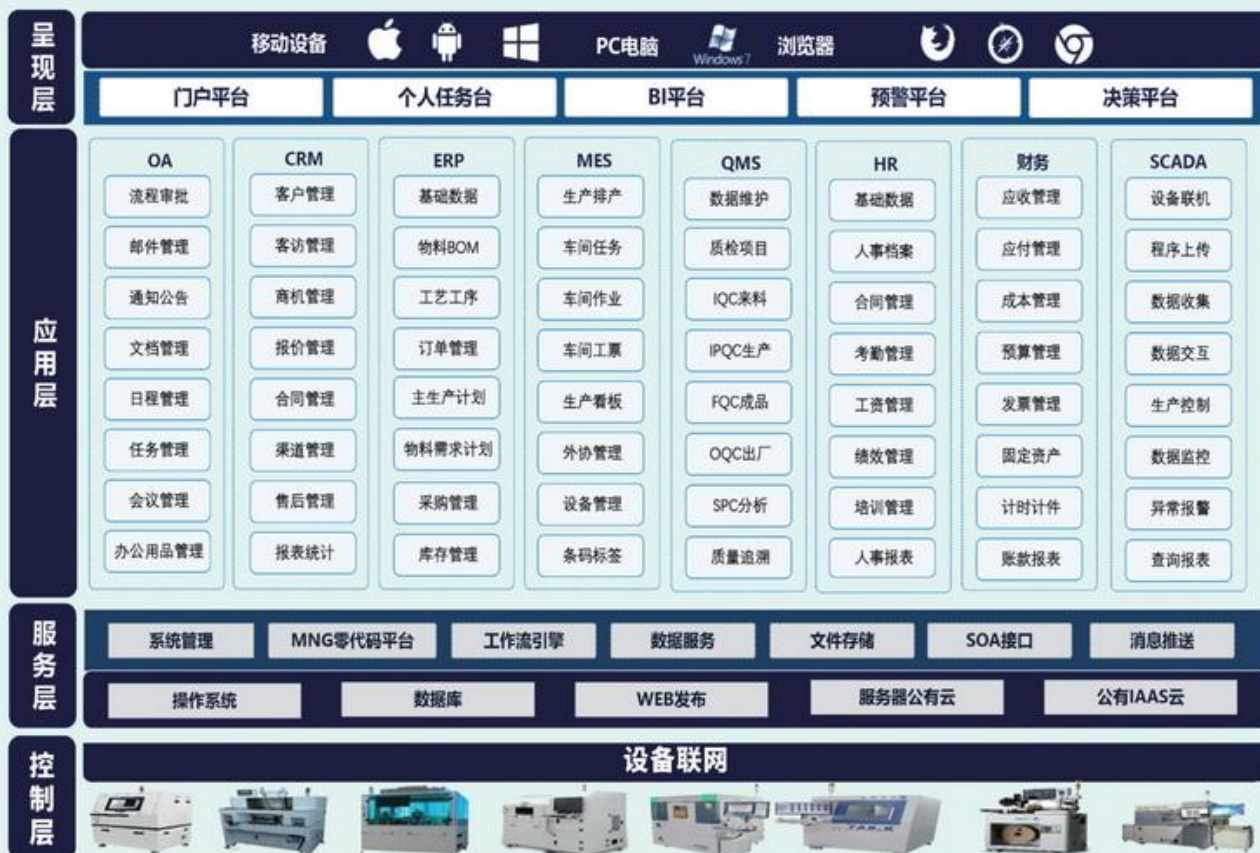 呈现层
移动设备 PC电脑 Windows7 浏览器
门户平台 个人任务台 BI平台 预警平台 决策平台
应用层
OA CRM ERP MES QMS HR 财务 SCADA
流程审批 客户管理 基础数据 生产排产 数据维护 基础数据 应收管理 设备联机
邮件管理 客访管理 物料BOM 车间任务 质检项目 人事档案 应付管理 程序上传
通知公告 商机管理 工艺工序 车间作业 IQC来料 合同管理 成本管理 数据收集
文档管理 报价管理 订单管理 车间工票 IPQC生产 考勤管理 预算管理 数据交互
日程管理 合同管理 主生产计划 生产看板 FQC成品 工资管理 发票管理 生产控制
任务管理 渠道管理 物料需求计划 外协管理 OQC出厂 绩效管理 固定资产 数据监控
会议管理 售后管理 采购管理 设备管理 SPC分析 培训管理 计时计件 异常报警
办公用品管理 报表统计 库存管理 条码标签 质量追溯 人事报表 账款报表 查询报表
服务层
系统管理 MNG零代码平台 工作流引擎 数据服务 文件存储 SOA接口 消息推送
操作系统 数据库 WEB发布 服务器公有云 公有IAAS云
控制层
设备联网